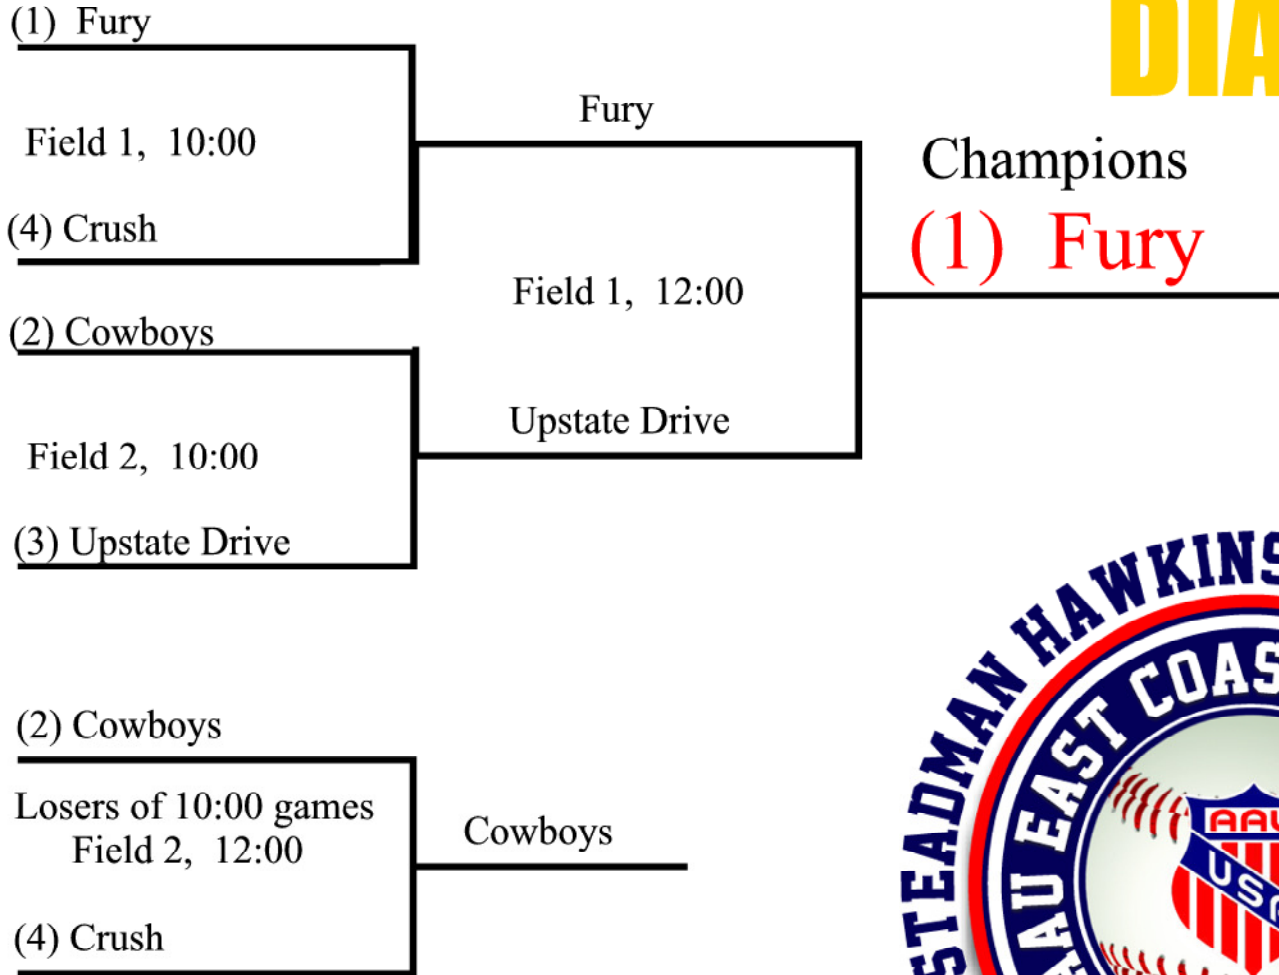 (1) Fury
DIA
Fury
Field 1, 10:00
Champions
(4) Crush
(1) Fury
Field 1, 12:00
(2) Cowboys
Upstate Drive
Field 2, 10:00
(3) Upstate Drive
(2) Cowboys
Losers of 10:00 games
Field 2, 12:00
Cowboys
(4) Crush
STEADMAN HAWKINS
AAU EAST COAS
AAU
USA